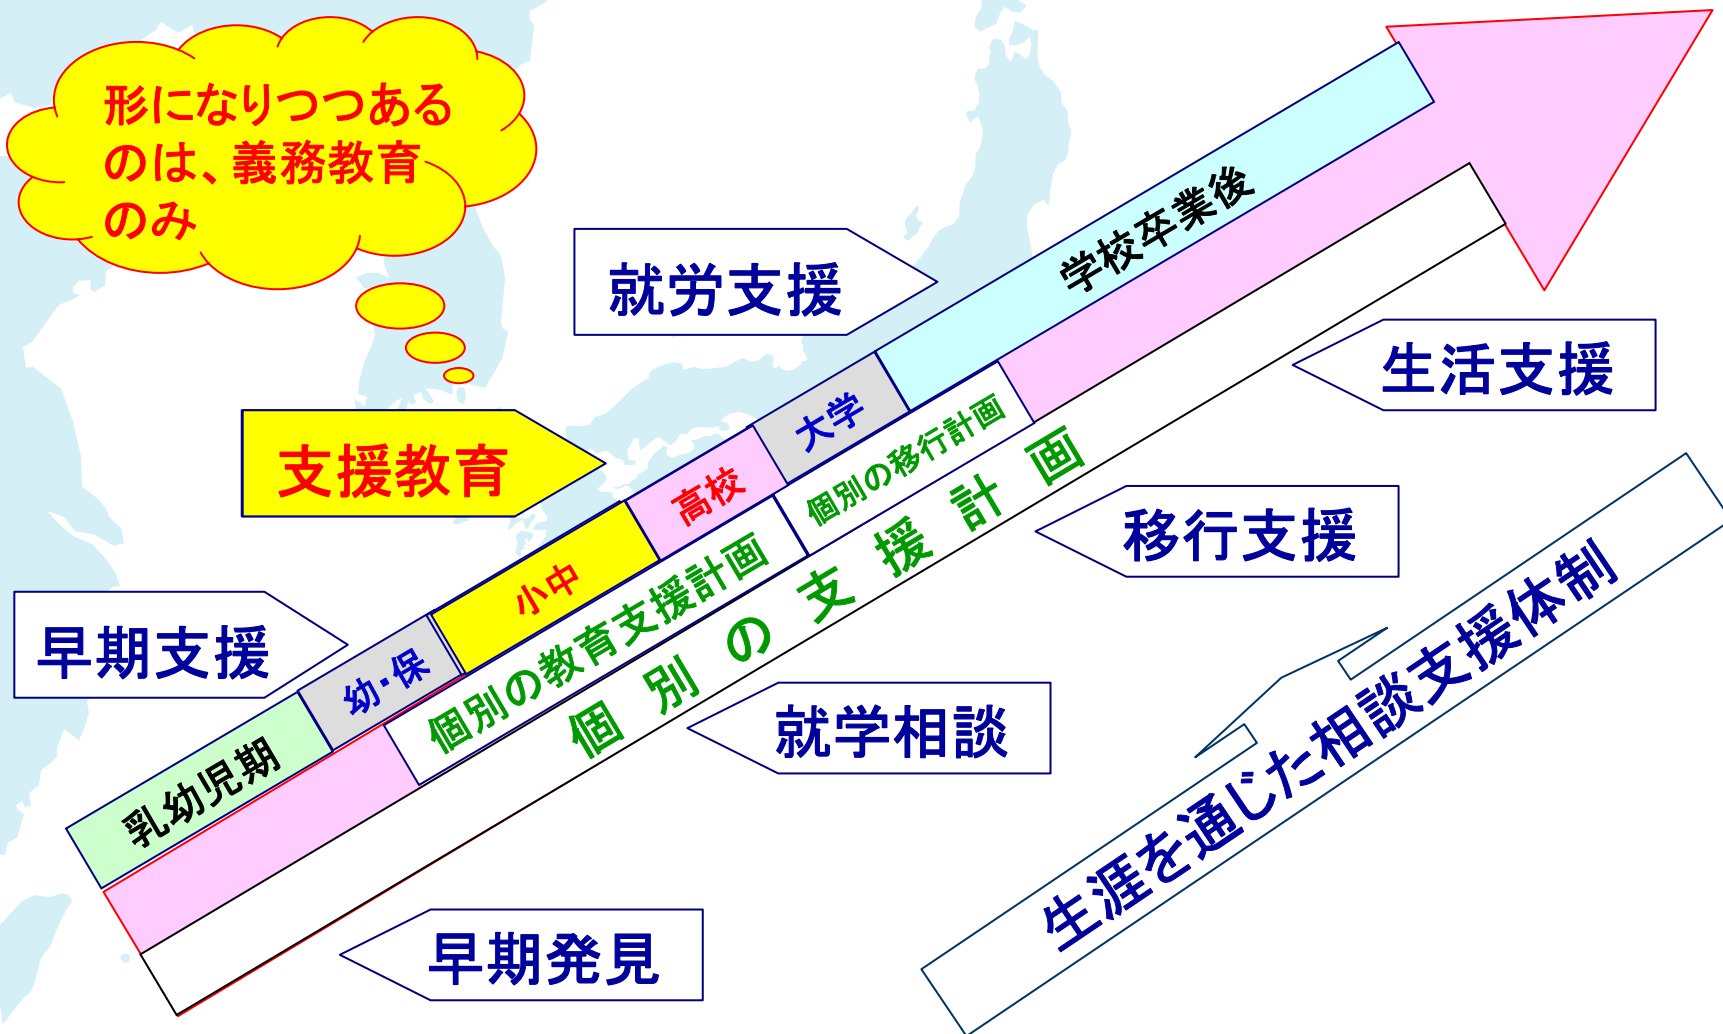 形になりつつある
のは、義務教育
のみ
就労支援
学校卒業後
生活支援
支援教育
大学
高校
個別の移行計画
移行支援
小中
個別の教育支援計画
個別の支援計画
早期支援
幼・保
就学相談
乳幼児期
早期発見
生涯を通じた相談支援体制